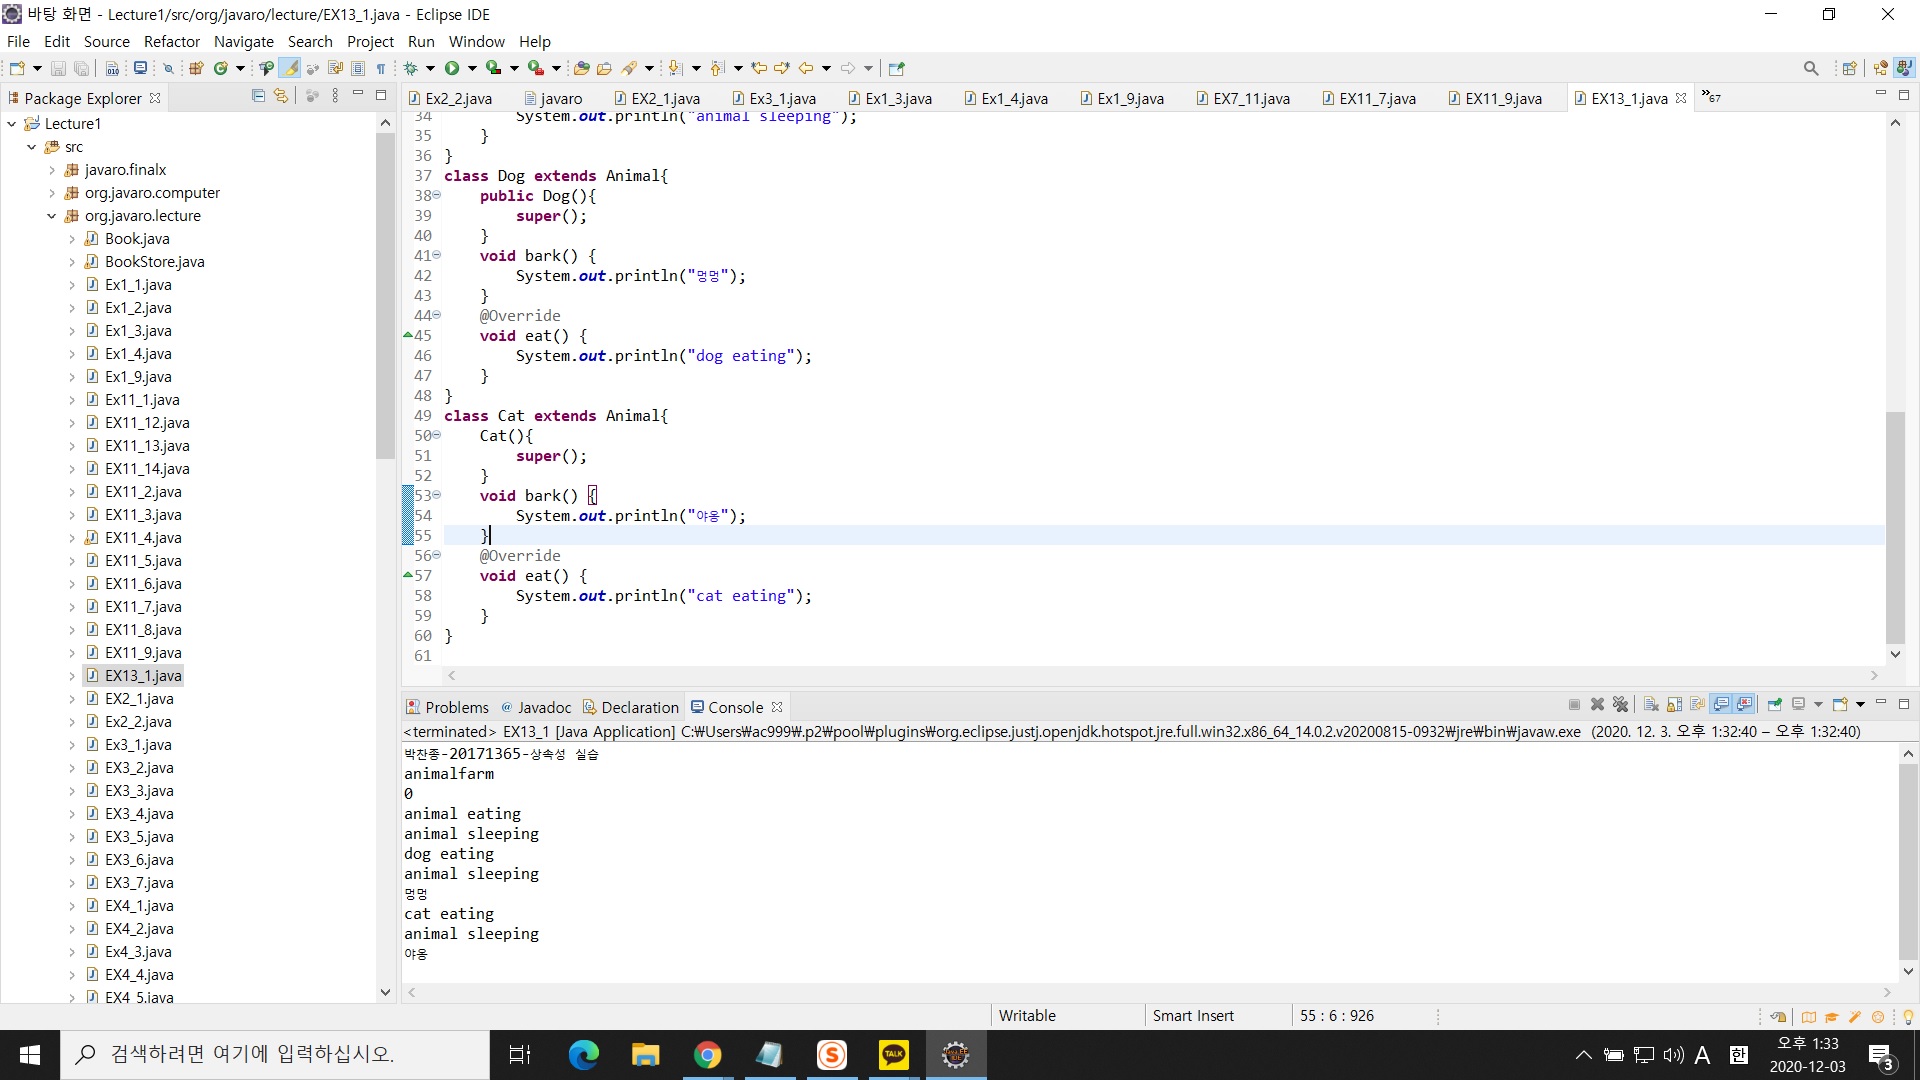 바탕 화면 - Lecture1/src/org/javaro/lecture/EX13_1.java - Eclipse IDE
File Edit Source Refactor Navigate Search Project Run Window Help
Package Explorer
Ex2_2.java javaro EX2_1.java Ex3_1.java Ex1_3.java Ex1_4.java Ex1_9.java EX7_11.java EX11_7.java EX11_9.java EX13_1.java »67
Lecture1
src
javaro.finalx
org.javaro.computer
org.javaro.lecture
Book.java
BookStore.java
Ex1_1.java
Ex1_2.java
Ex1_3.java
Ex1_4.java
Ex1_9.java
Ex11_1.java
EX11_12.java
EX11_13.java
EX11_14.java
EX11_2.java
EX11_3.java
EX11_4.java
EX11_5.java
EX11_6.java
EX11_7.java
EX11_8.java
EX11_9.java
EX13_1.java
EX2_1.java
Ex2_2.java
Ex3_1.java
EX3_2.java
EX3_3.java
EX3_4.java
EX3_5.java
EX3_6.java
EX3_7.java
EX4_1.java
EX4_2.java
Ex4_3.java
EX4_4.java
EX4_5.java
34 System.out.println("animal sleeping");
35 }
36 }
37 class Dog extends Animal{
38 public Dog(){
39 super();
40 }
41 void bark() {
42 System.out.println("멍멍");
43 }
44 @Override
45 void eat() {
46 System.out.println("dog eating");
47 }
48 }
49 class Cat extends Animal{
50 Cat(){
51 super();
52 }
53 void bark() {
54 System.out.println("야옹");
55 }
56 @Override
57 void eat() {
58 System.out.println("cat eating");
59 }
60 }
61
Problems @ Javadoc Declaration Console
<terminated> EX13_1 [Java Application] C:₩Users₩ac999₩.p2₩pool₩plugins₩org.eclipse.justj.openjdk.hotspot.jre.full.win32.x86_64_14.0.2.v20200815-0932₩jre₩bin₩javaw.exe (2020. 12. 3. 오후 1:32:40 – 오후 1:32:40)
박찬종-20171365-상속성 실습
animalfarm
0
animal eating
animal sleeping
dog eating
animal sleeping
멍멍
cat eating
animal sleeping
야옹
Writable Smart Insert 55 : 6 : 926
검색하려면 여기에 입력하십시오.
TALK
A 한
오후 1:33
2020-12-03
3